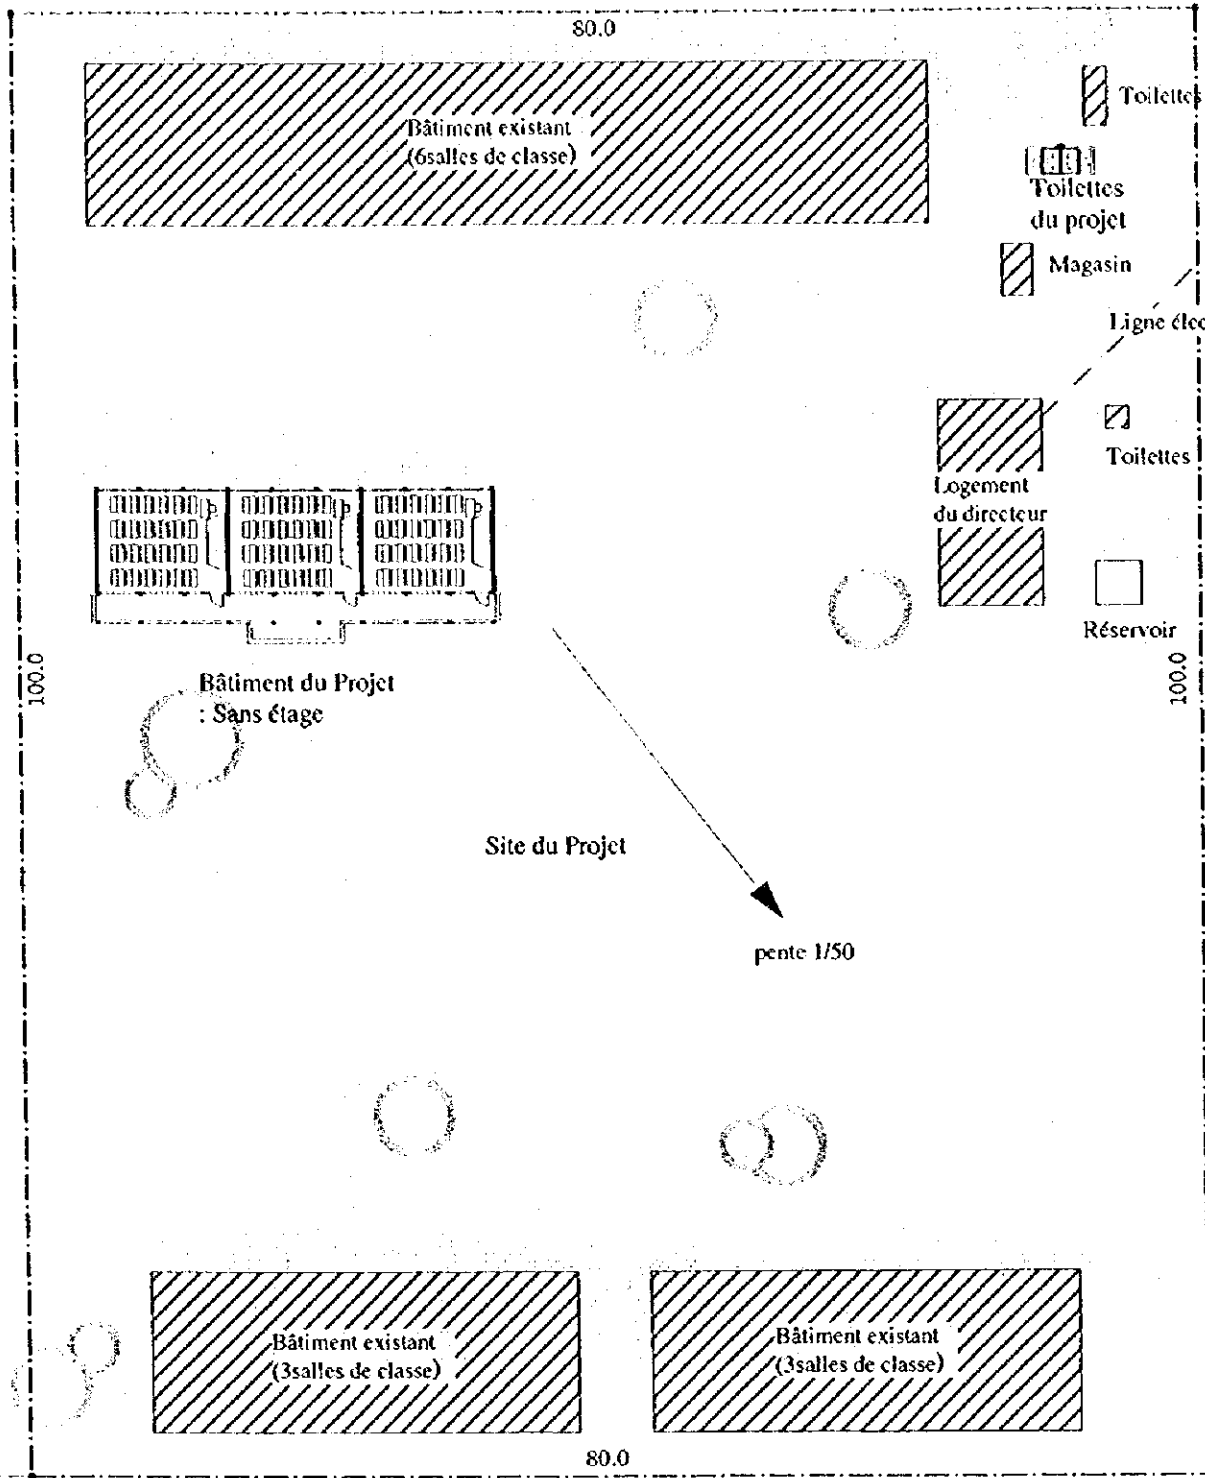 80.0
Bâtiment existant
(6salles de classe)
Toilettes
Toilettes
du projet
Magasin
Ligne élec
Toilettes
Logement
du directeur
Réservoir
100.0
100.0
Bâtiment du Projet
: Sans étage
Site du Projet
pente 1/50
Bâtiment existant
(3salles de classe)
Bâtiment existant
(3salles de classe)
80.0